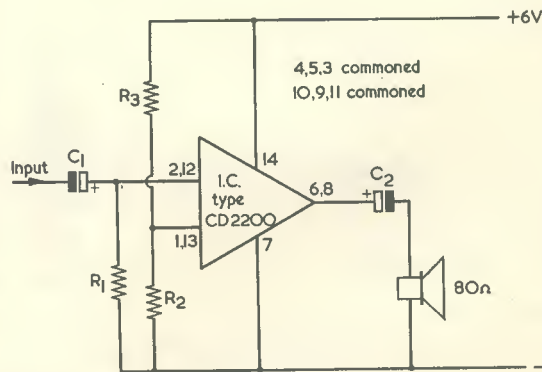 +6V
4,5,3 commoned
10,9,11 commoned
R3
Input
C1
+
2,12
14
I.C.
type
CD2200
6,8
+
C2
1,13
7
R1
R2
80Ω
-